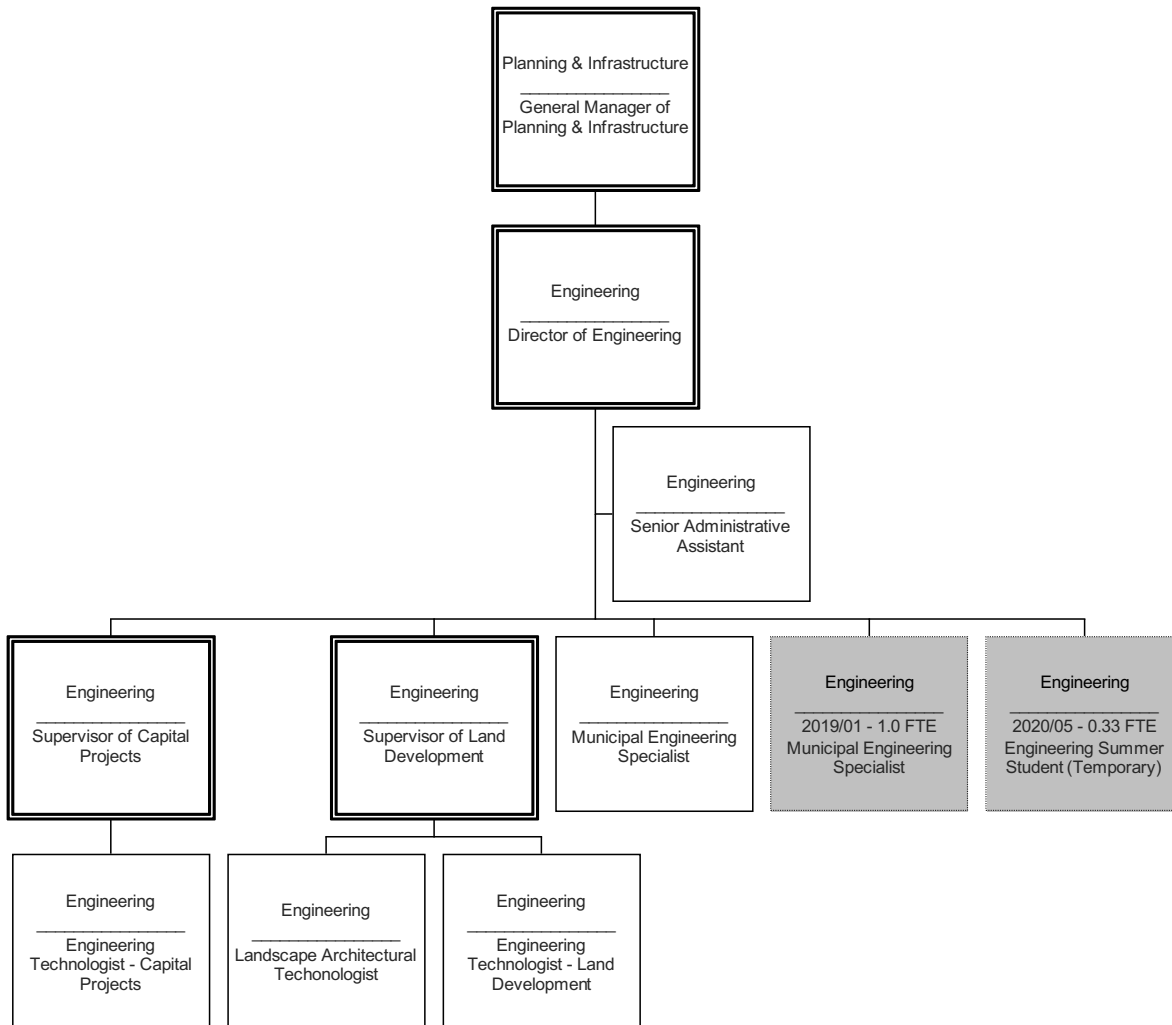 Planning & Infrastructure
________________
General Manager of
Planning & Infrastructure
Engineering
________________
Director of Engineering
Engineering
________________
Senior Administrative
Assistant
Engineering
________________
Supervisor of Capital
Projects
Engineering
________________
Supervisor of Land
Development
Engineering
________________
Municipal Engineering
Specialist
Engineering
________________
2019/01 - 1.0 FTE
Municipal Engineering
Specialist
Engineering
________________
2020/05 - 0.33 FTE
Engineering Summer
Student (Temporary)
Engineering
________________
Engineering
Technologist - Capital
Projects
Engineering
________________
Landscape Architectural
Techonologist
Engineering
________________
Engineering
Technologist - Land
Development